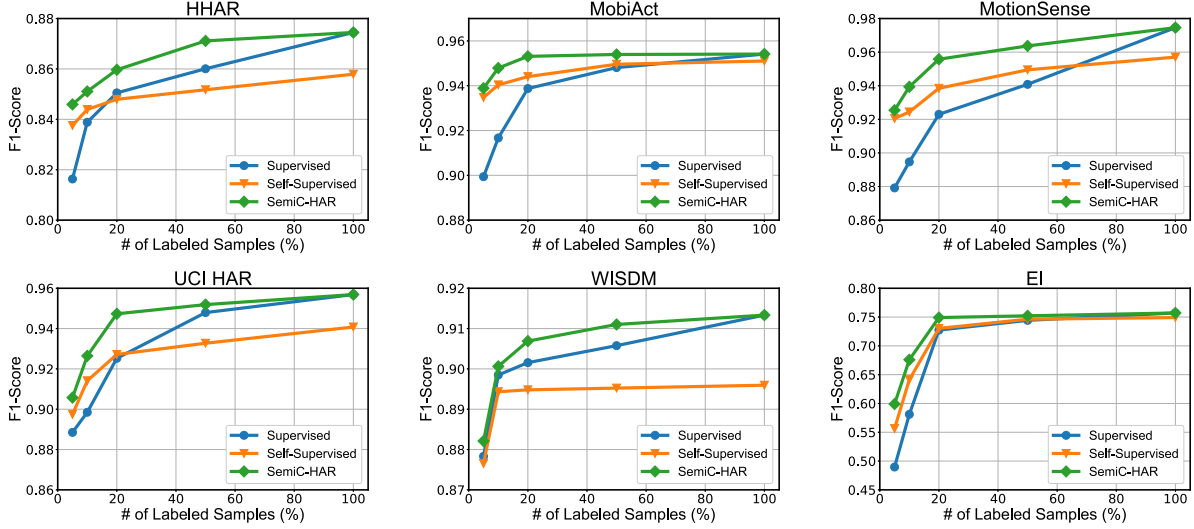 HHAR
0.88
0.86
0.84
0.82
0.80
F1-Score
Supervised
Self-Supervised
SemiC-HAR
0 20 40 60 80 100
# of Labeled Samples (%)
MobiAct
0.96
0.94
0.92
0.90
0.88
F1-Score
Supervised
Self-Supervised
SemiC-HAR
0 20 40 60 80 100
# of Labeled Samples (%)
MotionSense
0.98
0.96
0.94
0.92
0.90
0.88
0.86
F1-Score
Supervised
Self-Supervised
SemiC-HAR
0 20 40 60 80 100
# of Labeled Samples (%)
UCI HAR
0.96
0.94
0.92
0.90
0.88
0.86
F1-Score
Supervised
Self-Supervised
SemiC-HAR
0 20 40 60 80 100
# of Labeled Samples (%)
WISDM
0.92
0.91
0.90
0.89
0.88
0.87
F1-Score
Supervised
Self-Supervised
SemiC-HAR
0 20 40 60 80 100
# of Labeled Samples (%)
EI
0.80
0.75
0.70
0.65
0.60
0.55
0.50
0.45
F1-Score
Supervised
Self-Supervised
SemiC-HAR
0 20 40 60 80 100
# of Labeled Samples (%)